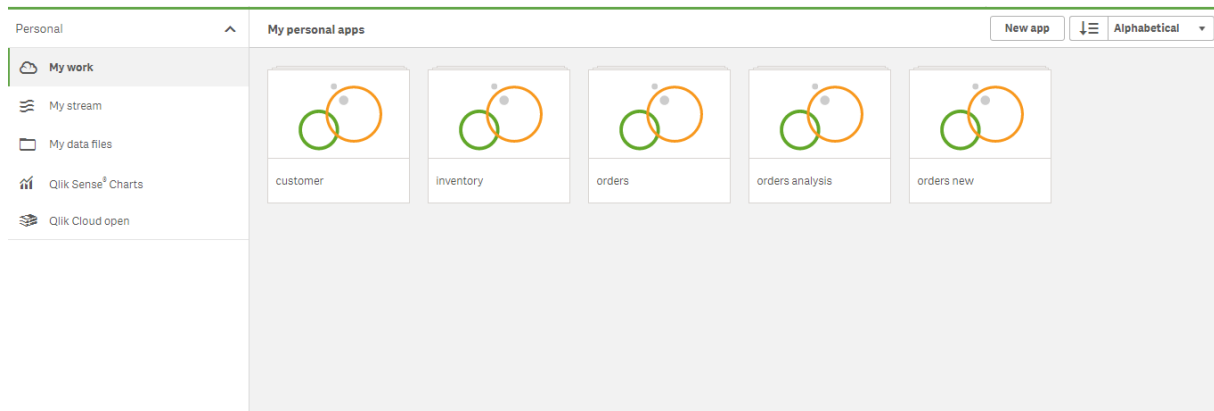 Personal
My personal apps
New app
Alphabetical
My work
My stream
My data files
Qlik Sense® Charts
Qlik Cloud open
customer
inventory
orders
orders analysis
orders new